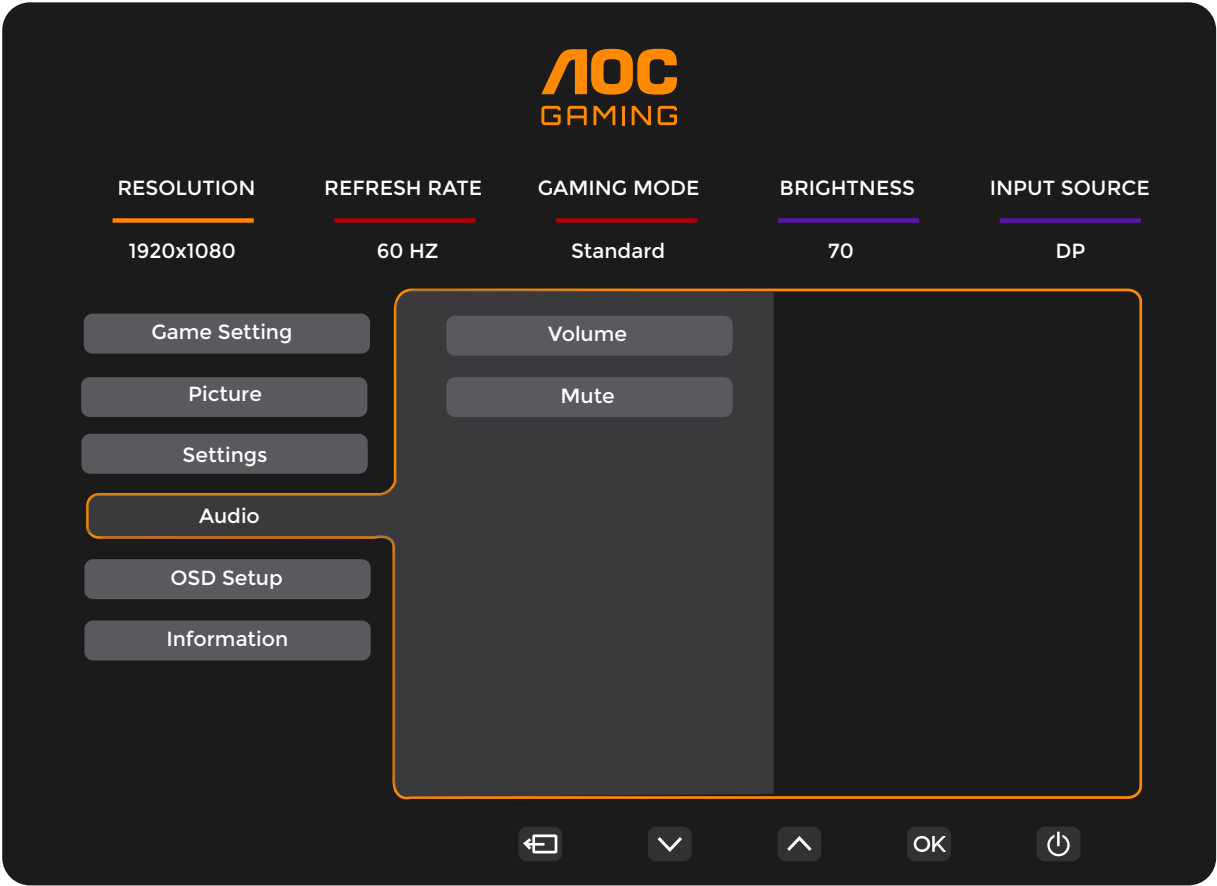 AOC
GAMING
RESOLUTION REFRESH RATE GAMING MODE BRIGHTNESS INPUT SOURCE
1920x1080 60 HZ Standard 70 DP
Game Setting Volume
Picture Mute
Settings
Audio
OSD Setup
Information
OK